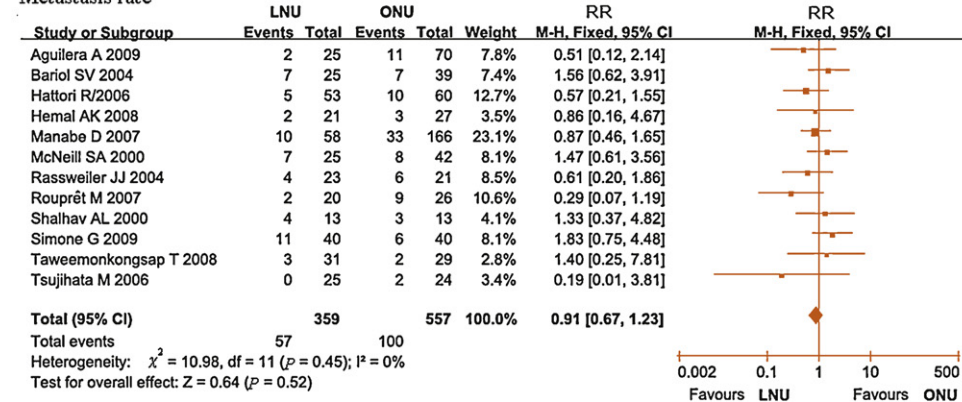 Metastasis rate
LNU ONU RR RR
Study or Subgroup Events Total Events Total Weight M-H, Fixed, 95% CI M-H, Fixed, 95% CI
Aguilera A 2009 2 25 11 70 7.8% 0.51 [0.12, 2.14]
Bariol SV 2004 7 25 7 39 7.4% 1.56 [0.62, 3.91]
Hattori R/2006 5 53 10 60 12.7% 0.57 [0.21, 1.55]
Hemal AK 2008 2 21 3 27 3.5% 0.86 [0.16, 4.67]
Manabe D 2007 10 58 33 166 23.1% 0.87 [0.46, 1.65]
McNeill SA 2000 7 25 8 42 8.1% 1.47 [0.61, 3.56]
Rassweiler JJ 2004 4 23 6 21 8.5% 0.61 [0.20, 1.86]
Rouprêt M 2007 2 20 9 26 10.6% 0.29 [0.07, 1.19]
Shalhav AL 2000 4 13 3 13 4.1% 1.33 [0.37, 4.82]
Simone G 2009 11 40 6 40 8.1% 1.83 [0.75, 4.48]
Taweemonkongsap T 2008 3 31 2 29 2.8% 1.40 [0.25, 7.81]
Tsujihata M 2006 0 25 2 24 3.4% 0.19 [0.01, 3.81]
Total (95% CI) 359 557 100.0% 0.91 [0.67, 1.23]
Total events 57 100
Heterogeneity: χ² = 10.98, df = 11 (P = 0.45); I² = 0%
Test for overall effect: Z = 0.64 (P = 0.52)
0.002 0.1 1 10 500
Favours LNU Favours ONU